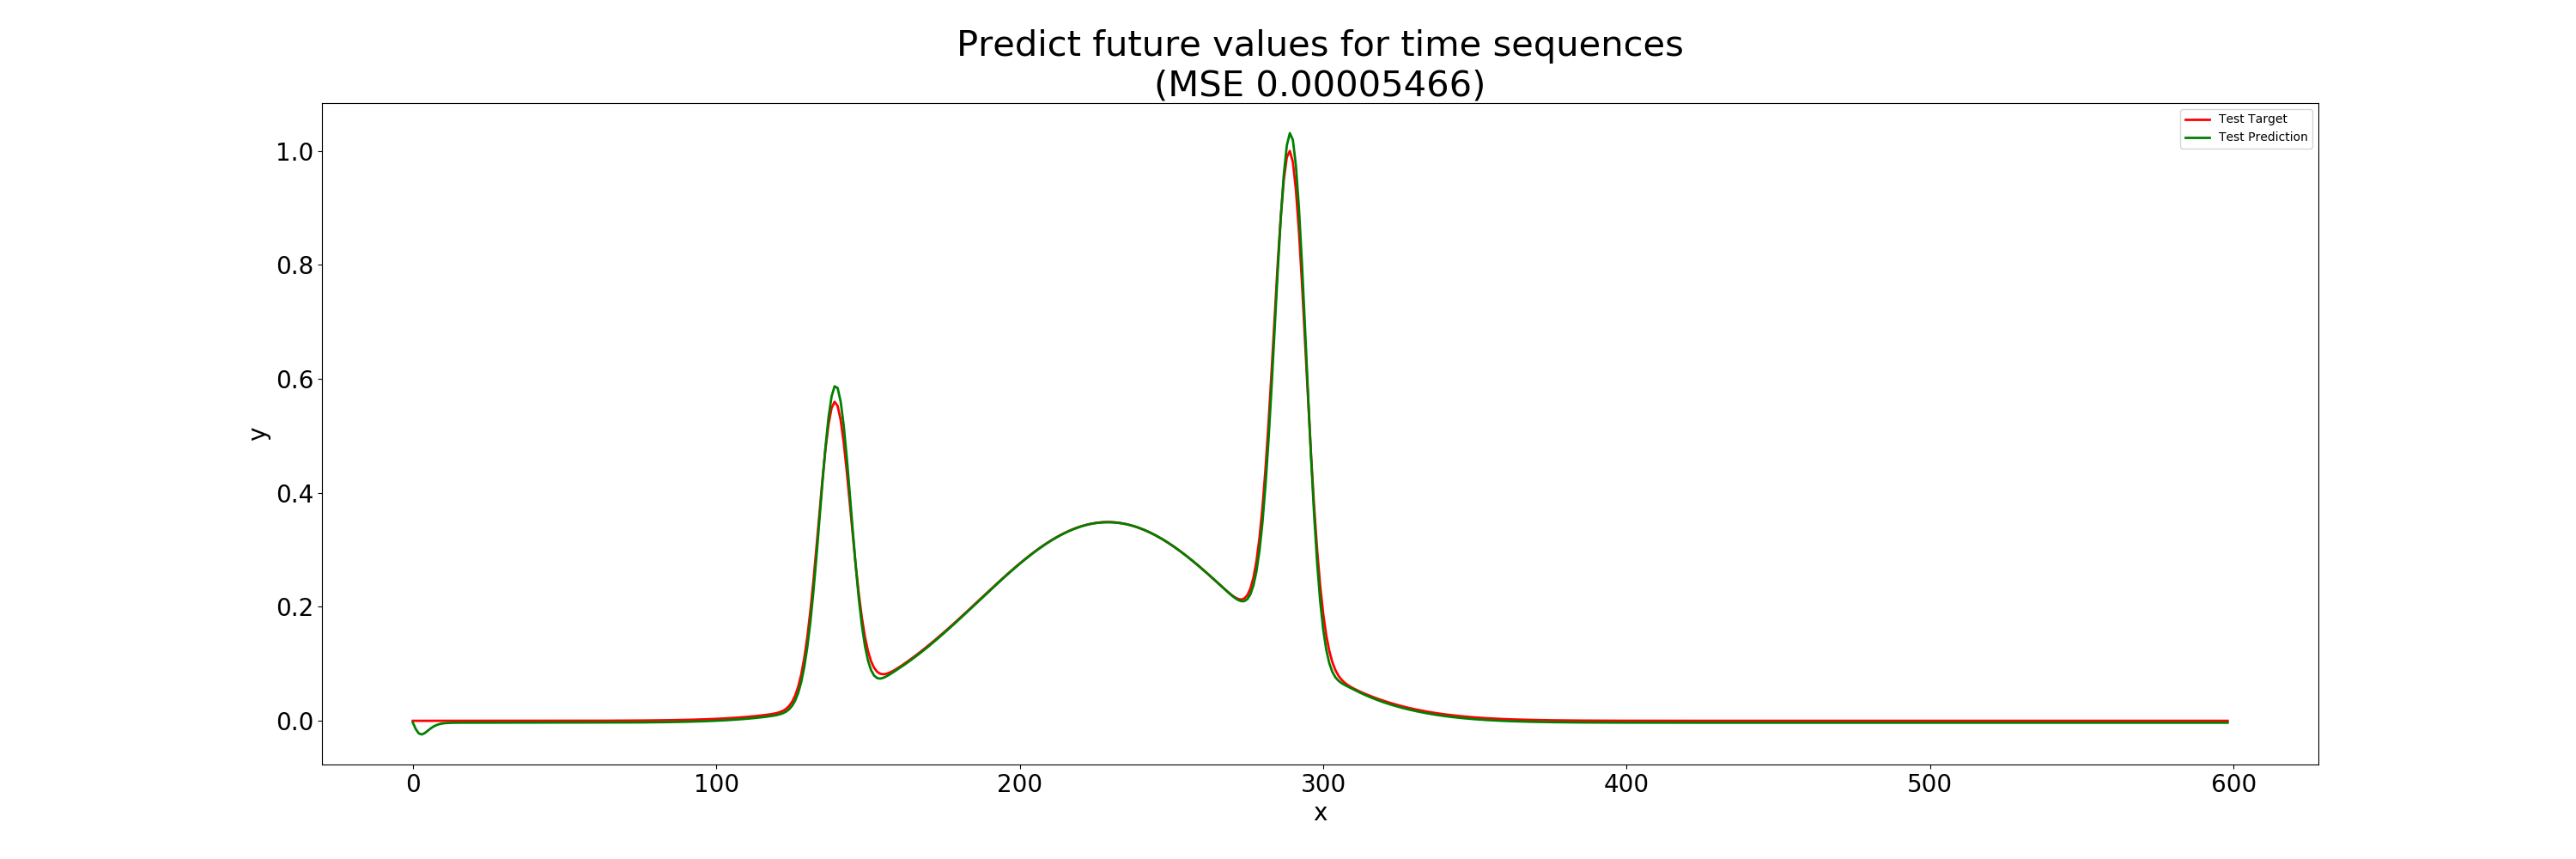 Predict future values for time sequences
(MSE 0.00005466)
Test Target
Test Prediction
1.0
0.8
0.6
0.4
0.2
0.0
y
0 100 200 300 400 500 600
x